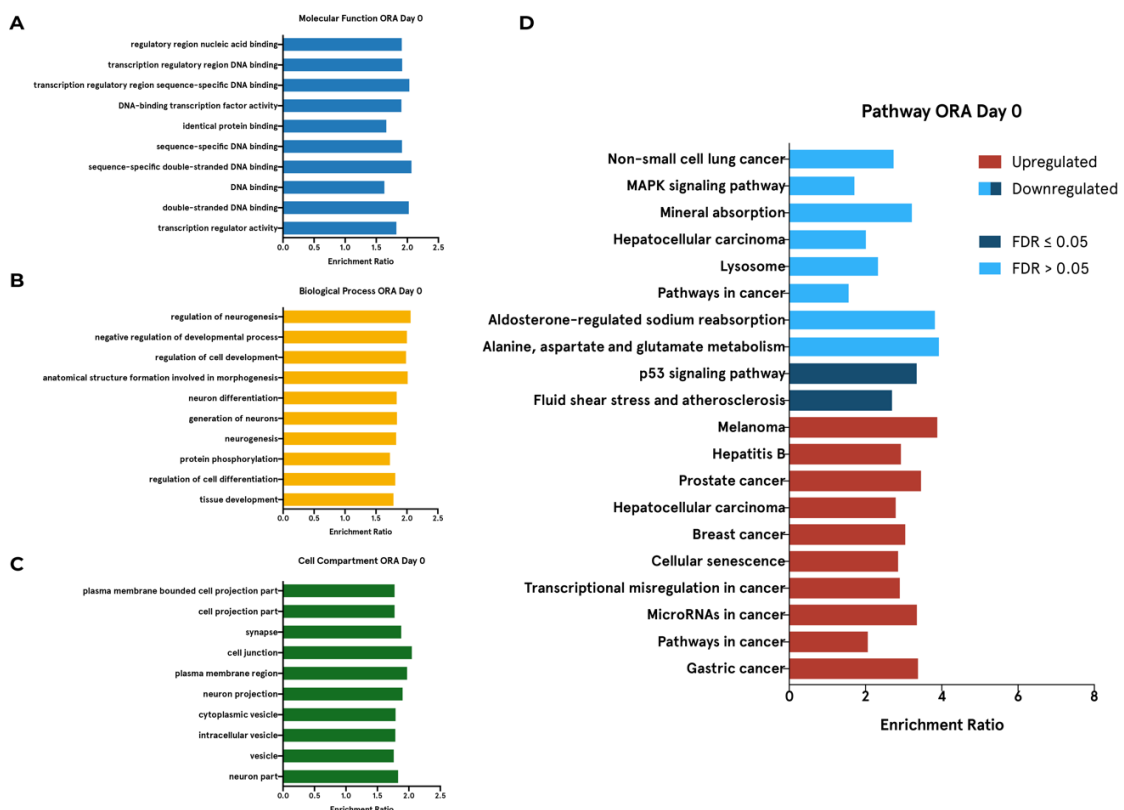 A
Molecular Function ORA Day 0
regulatory region nucleic acid binding
transcription regulatory region DNA binding
transcription regulatory region sequence-specific DNA binding
DNA-binding transcription factor activity
identical protein binding
sequence-specific DNA binding
sequence-specific double-stranded DNA binding
DNA binding
double-stranded DNA binding
transcription regulator activity
0.0 0.5 1.0 1.5 2.0 2.5
Enrichment Ratio
B
Biological Process ORA Day 0
regulation of neurogenesis
negative regulation of developmental process
regulation of cell development
anatomical structure formation involved in morphogenesis
neuron differentiation
generation of neurons
neurogenesis
protein phosphorylation
regulation of cell differentiation
tissue development
0.0 0.5 1.0 1.5 2.0 2.5
Enrichment Ratio
C
Cell Compartment ORA Day 0
plasma membrane bounded cell projection part
cell projection part
synapse
cell junction
plasma membrane region
neuron projection
cytoplasmic vesicle
intracellular vesicle
vesicle
neuron part
0.0 0.5 1.0 1.5 2.0 2.5
Enrichment Ratio
D
Pathway ORA Day 0
Non-small cell lung cancer
MAPK signaling pathway
Mineral absorption
Hepatocellular carcinoma
Lysosome
Pathways in cancer
Aldosterone-regulated sodium reabsorption
Alanine, aspartate and glutamate metabolism
p53 signaling pathway
Fluid shear stress and atherosclerosis
Melanoma
Hepatitis B
Prostate cancer
Hepatocellular carcinoma
Breast cancer
Cellular senescence
Transcriptional misregulation in cancer
MicroRNAs in cancer
Pathways in cancer
Gastric cancer
0 2 4 6 8
Enrichment Ratio
Upregulated
Downregulated
FDR ≤ 0.05
FDR > 0.05